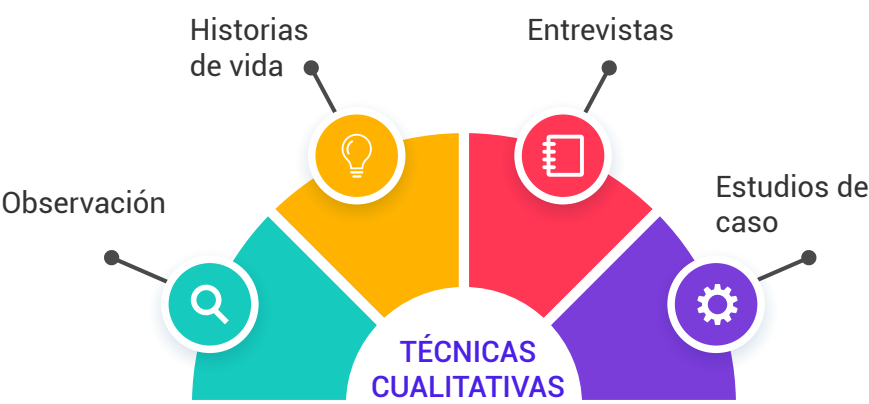 Historias
de vida
Entrevistas
Observación
Estudios de
caso
TÉCNICAS
CUALITATIVAS